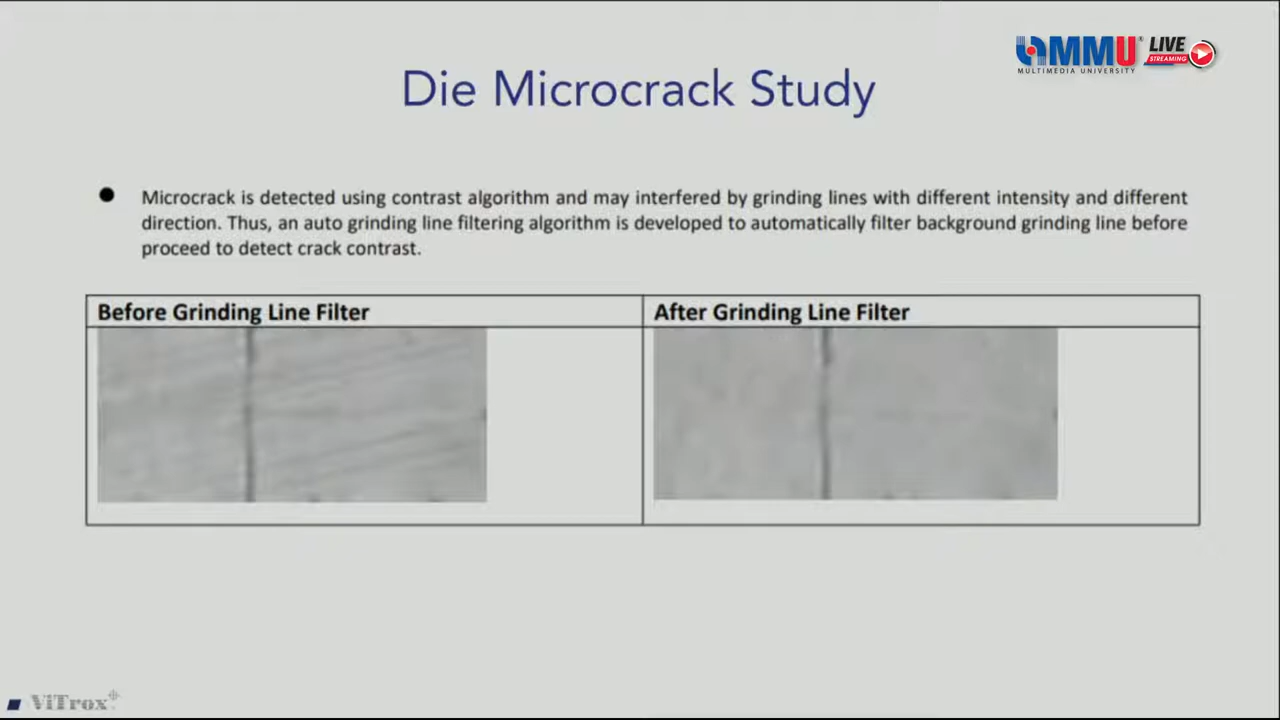 MMU
LIVE
STREAMING
MULTIMEDIA UNIVERSITY
Die Microcrack Study
Microcrack is detected using contrast algorithm and may interfered by grinding lines with different intensity and different
direction. Thus, an auto grinding line filtering algorithm is developed to automatically filter background grinding line before
proceed to detect crack contrast.
Before Grinding Line Filter
After Grinding Line Filter
ViTrox